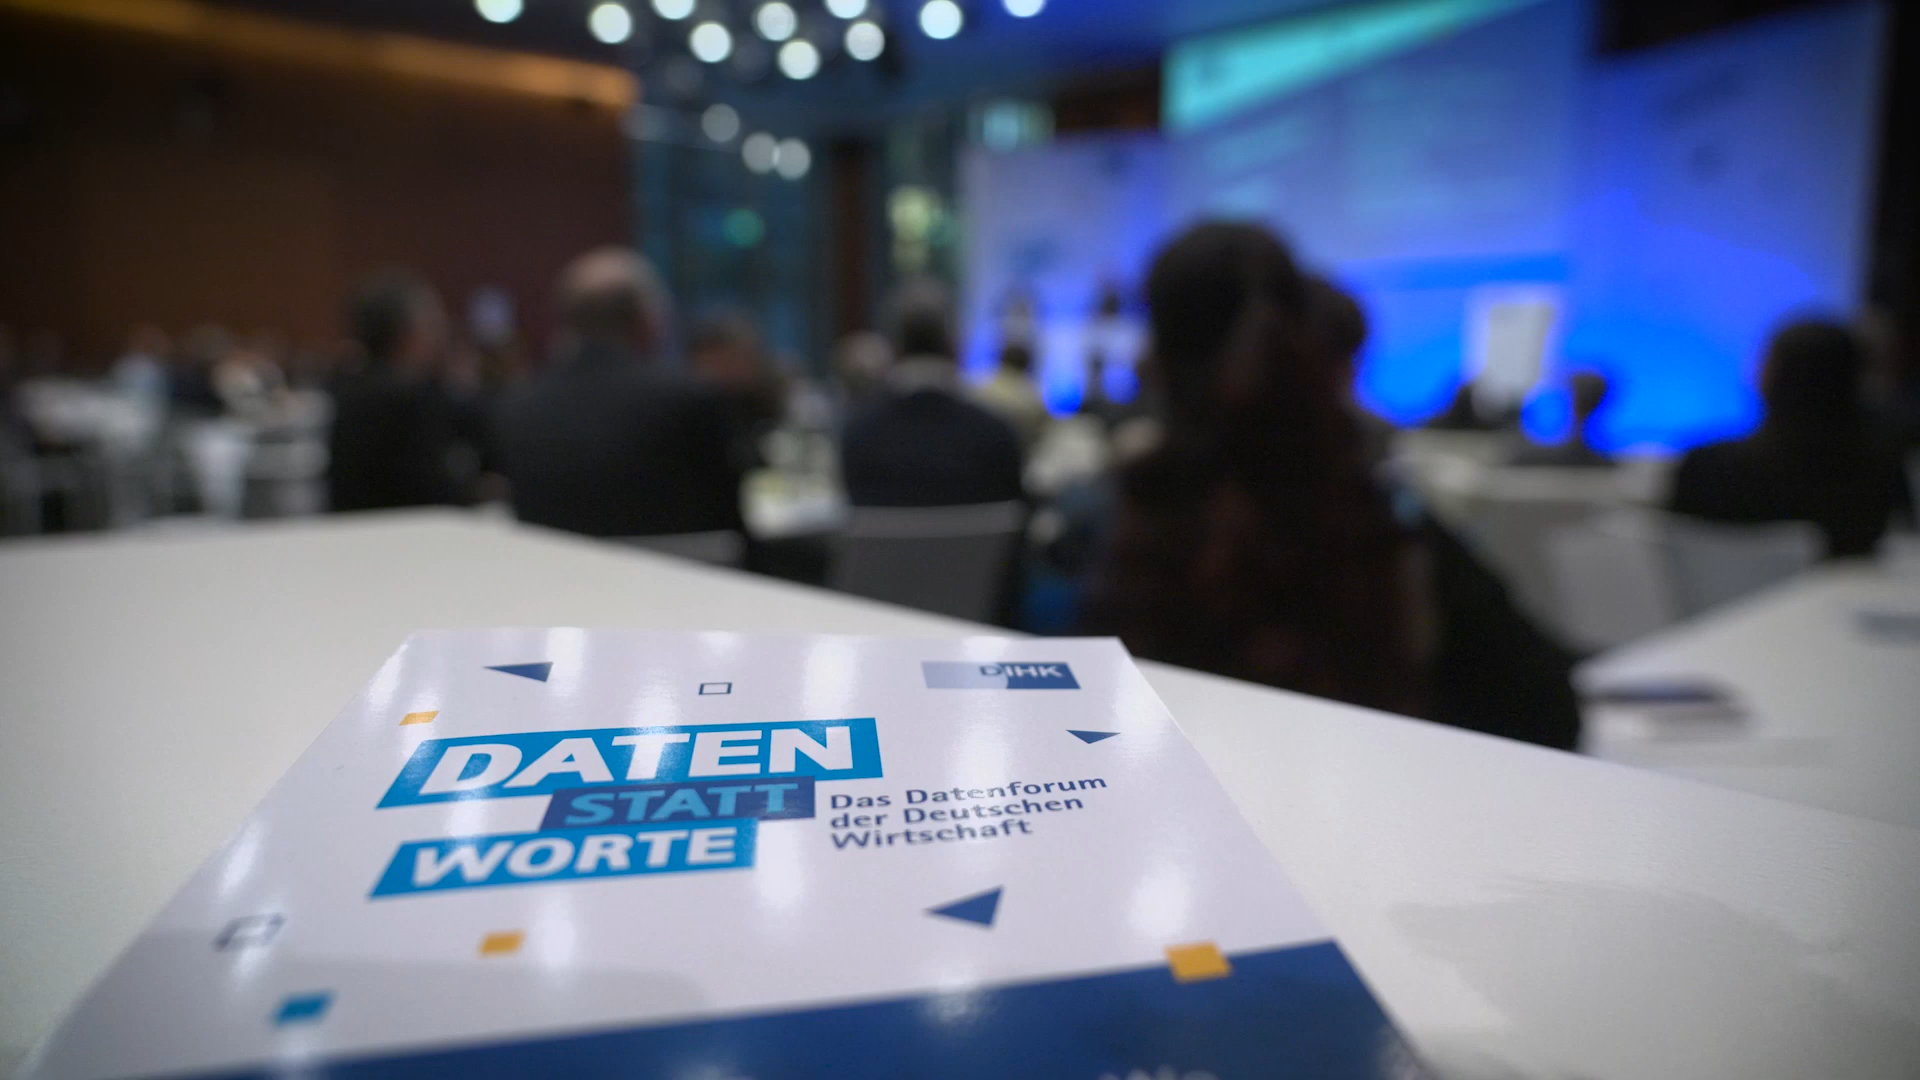 DIHK
DATEN
STATT
WORTE
Das Datenforum
der Deutschen
Wirtschaft